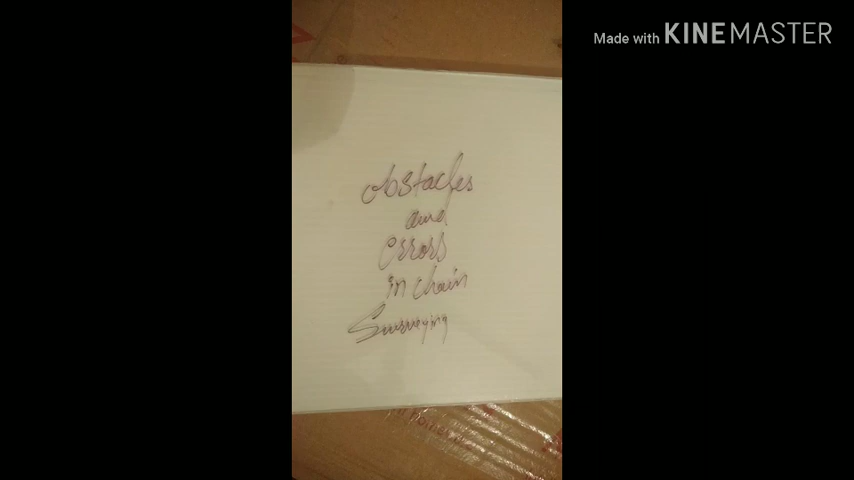 Made with KINEMASTER
obstacles
and
errors
in chain
Surveying